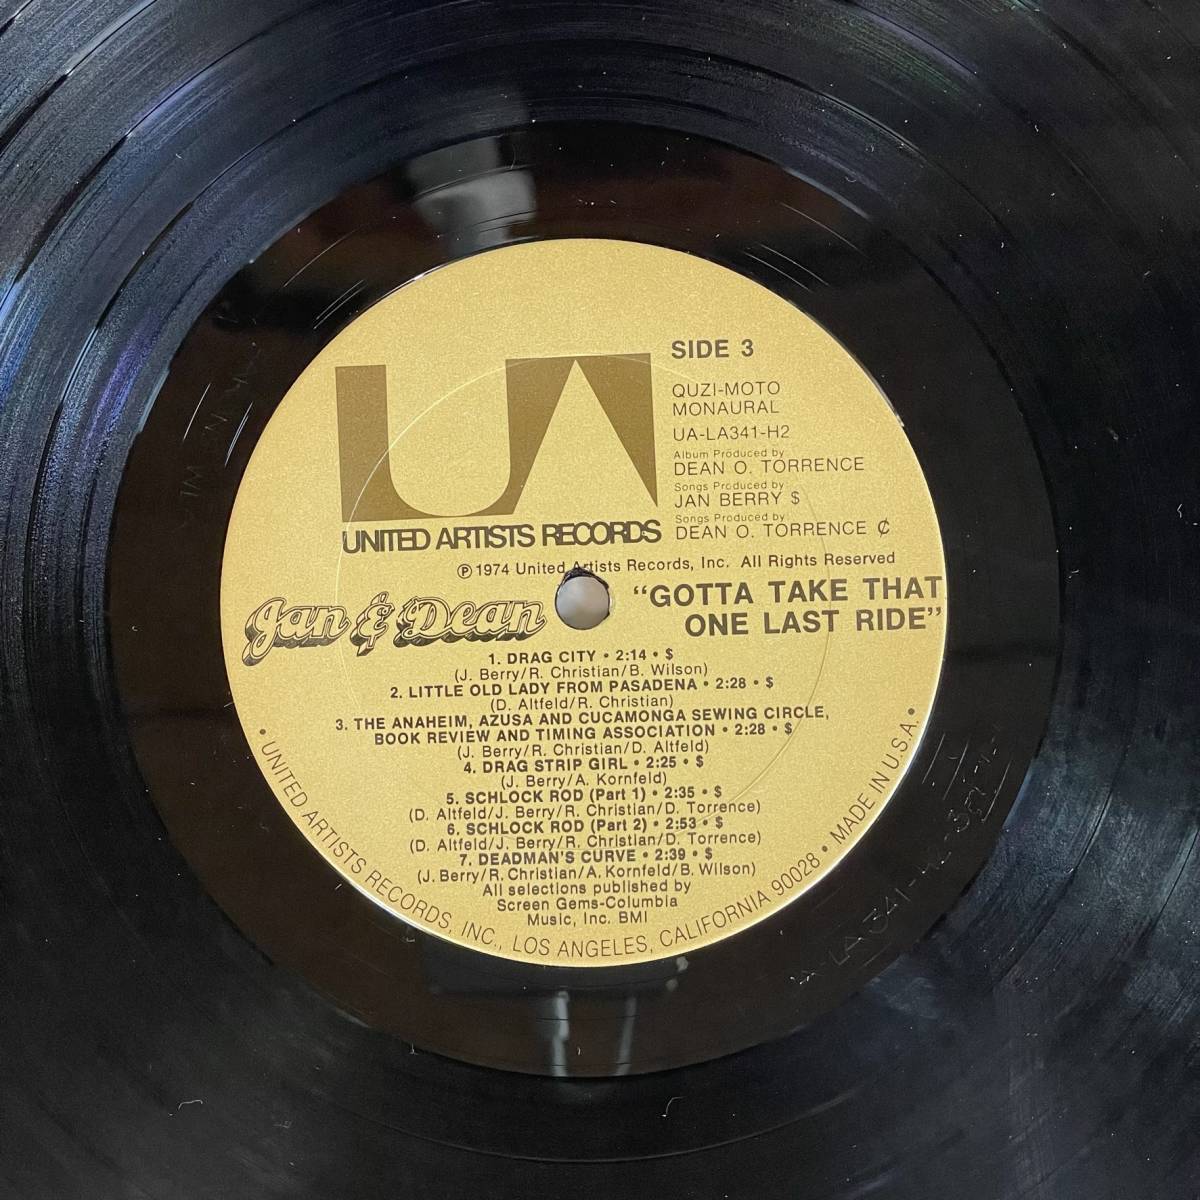 SIDE 3
QUZI-MOTO
MONAURAL
UA-LA341-H2
Album Produced by
DEAN O. TORRENCE
Songs Produced by
JAN BERRY $
Songs Produced by
DEAN O. TORRENCE ¢
UA
UNITED ARTISTS RECORDS
Ⓟ 1974 United Artists Records, Inc. All Rights Reserved
Jan & Dean
"GOTTA TAKE THAT
ONE LAST RIDE"
1. DRAG CITY • 2:14 • $
(J. Berry/R. Christian/B. Wilson)
2. LITTLE OLD LADY FROM PASADENA • 2:28 • $
(D. Altfeld/R. Christian)
3. THE ANAHEIM, AZUSA AND CUCAMONGA SEWING CIRCLE,
BOOK REVIEW AND TIMING ASSOCIATION • 2:28 • $
(J. Berry/R. Christian/D. Altfeld)
4. DRAG STRIP GIRL • 2:25 • $
(J. Berry/A. Kornfeld)
5. SCHLOCK ROD (Part 1) • 2:35 • $
(D. Altfeld/J. Berry/R. Christian/D. Torrence)
6. SCHLOCK ROD (Part 2) • 2:53 • $
(D. Altfeld/J. Berry/R. Christian/D. Torrence)
7. DEADMAN'S CURVE • 2:39 • $
(J. Berry/R. Christian/A. Kornfeld/B. Wilson)
All selections published by
Screen Gems-Columbia
Music, Inc. BMI
• UNITED ARTISTS RECORDS, INC., LOS ANGELES, CALIFORNIA 90028 • MADE IN U.S.A. •